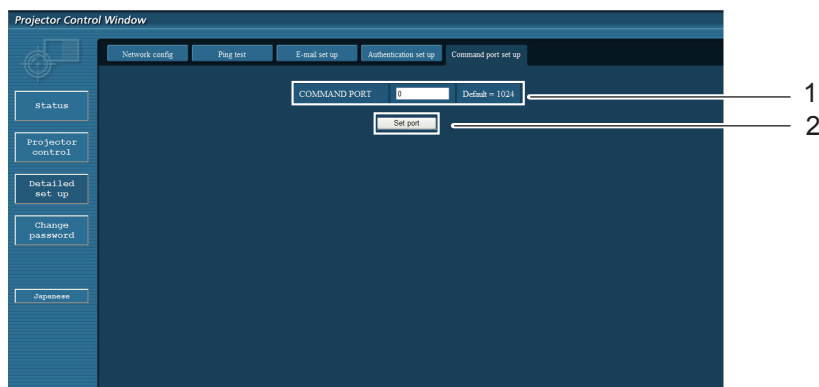 Projector Control Window
Network config Ping test E-mail set up Authentication set up Command port set up
COMMAND PORT 0 Default = 1024 1
Set port 2
Status
Projector
control
Detailed
set up
Change
password
Japanese